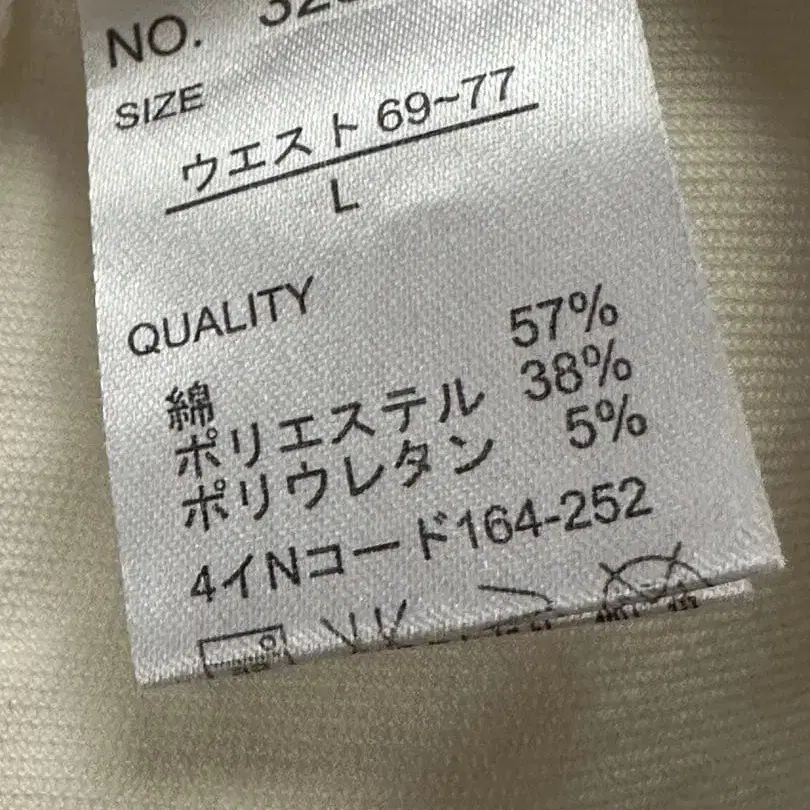 NO.
SIZE
ウエスト 69~77
L
QUALITY
綿 57%
ポリエステル 38%
ポリウレタン 5%
4イNコード164-252